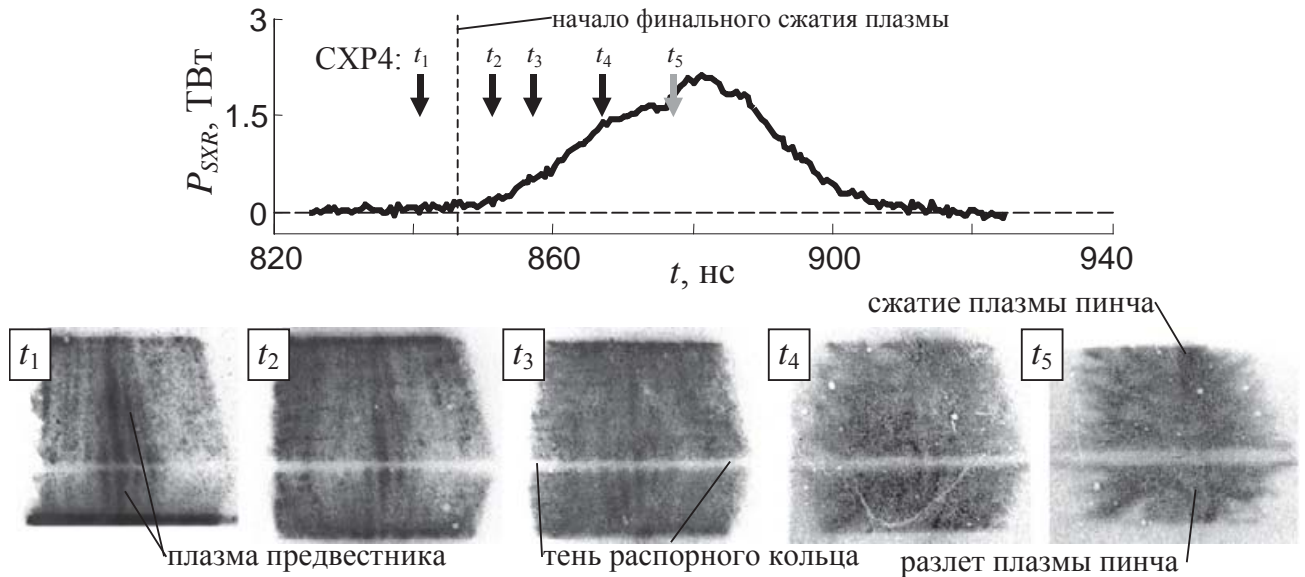 3
начало финального сжатия плазмы
СХР4: t1 t2 t3 t4 t5
1.5
0
P_SXR, ТВт
820 860 900 940
t, нс
сжатие плазмы пинча
t1 t2 t3 t4 t5
плазма предвестника
тень распорного кольца
разлет плазмы пинча